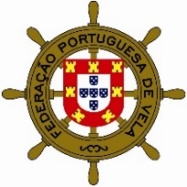 FEDERAÇÃO PORTUGUESA DE VELA